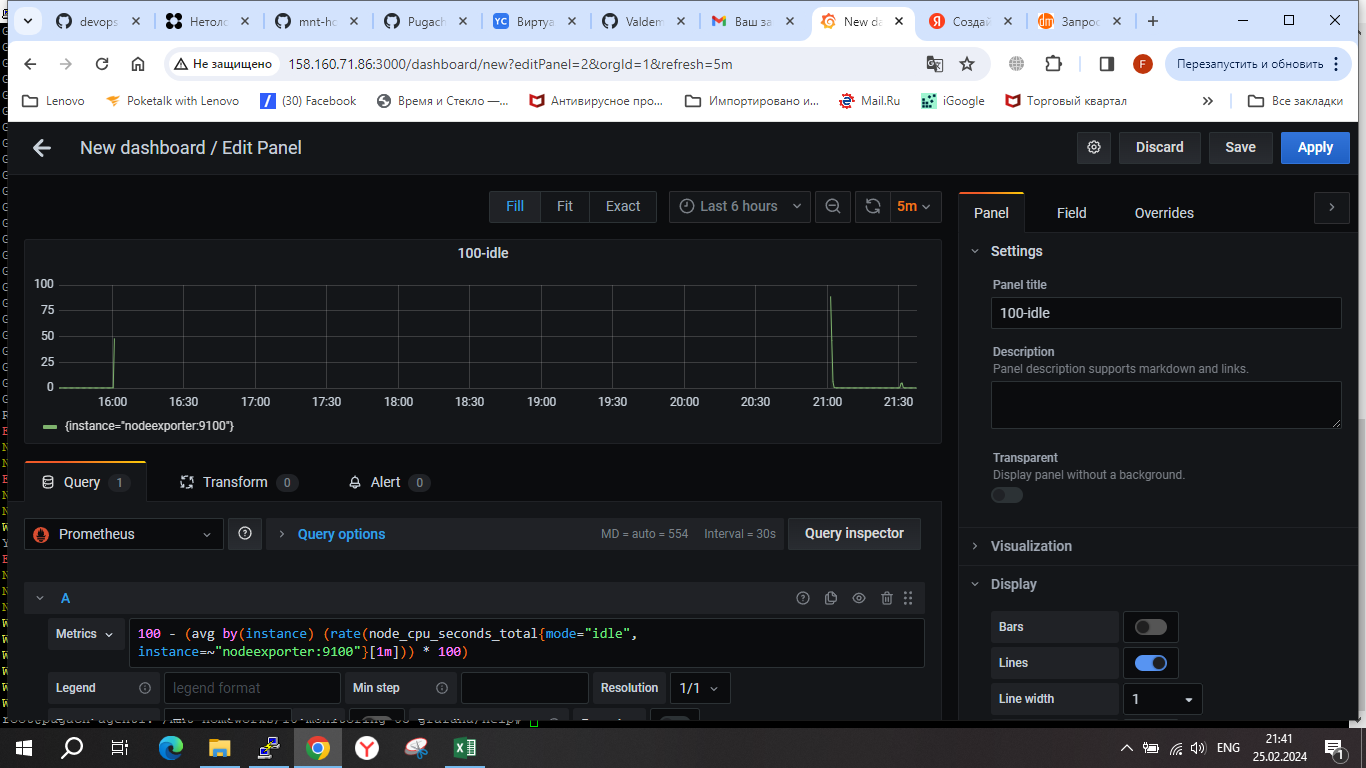 devops
Нетоло
mnt-ho
Pugach
Виртуа
Valdem
Ваш за
New da
Создай
Запрос
Не защищено
158.160.71.86:3000/dashboard/new?editPanel=2&orgId=1&refresh=5m
F
Перезапустить и обновить
Lenovo
Poketalk with Lenovo
(30) Facebook
Время и Стекло —...
Антивирусное про...
Импортировано и...
Mail.Ru
iGoogle
Торговый квартал
Все закладки
New dashboard / Edit Panel
Discard
Save
Apply
Fill
Fit
Exact
Last 6 hours
5m
Panel
Field
Overrides
100-idle
100
75
50
25
0
16:00
16:30
17:00
17:30
18:00
18:30
19:00
19:30
20:00
20:30
21:00
21:30
{instance="nodeexporter:9100"}
Settings
Panel title
100-idle
Description
Panel description supports markdown and links.
Transparent
Display panel without a background.
Query 1
Transform 0
Alert 0
Prometheus
Query options
MD = auto = 554
Interval = 30s
Query inspector
Visualization
Display
A
Metrics
100 - (avg by(instance) (rate(node_cpu_seconds_total{mode="idle",
instance=~"nodeexporter:9100"}[1m])) * 100)
Bars
Lines
Line width
1
Legend
legend format
Min step
Resolution
1/1
ENG
21:41
25.02.2024
1